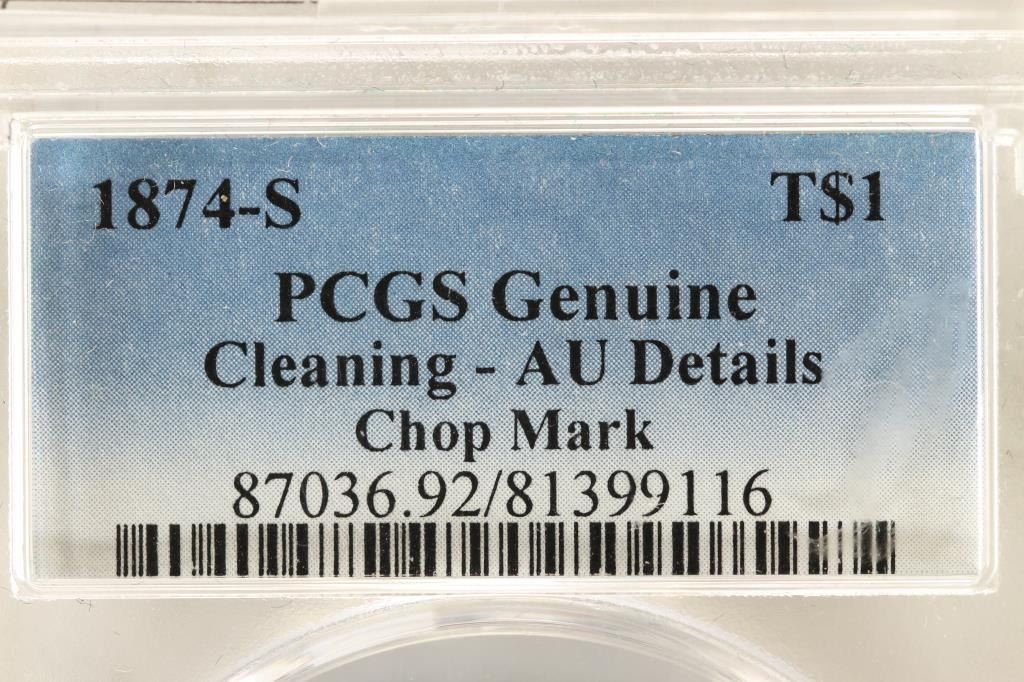 1874-S T$1
PCGS Genuine
Cleaning - AU Details
Chop Mark
87036.92/81399116